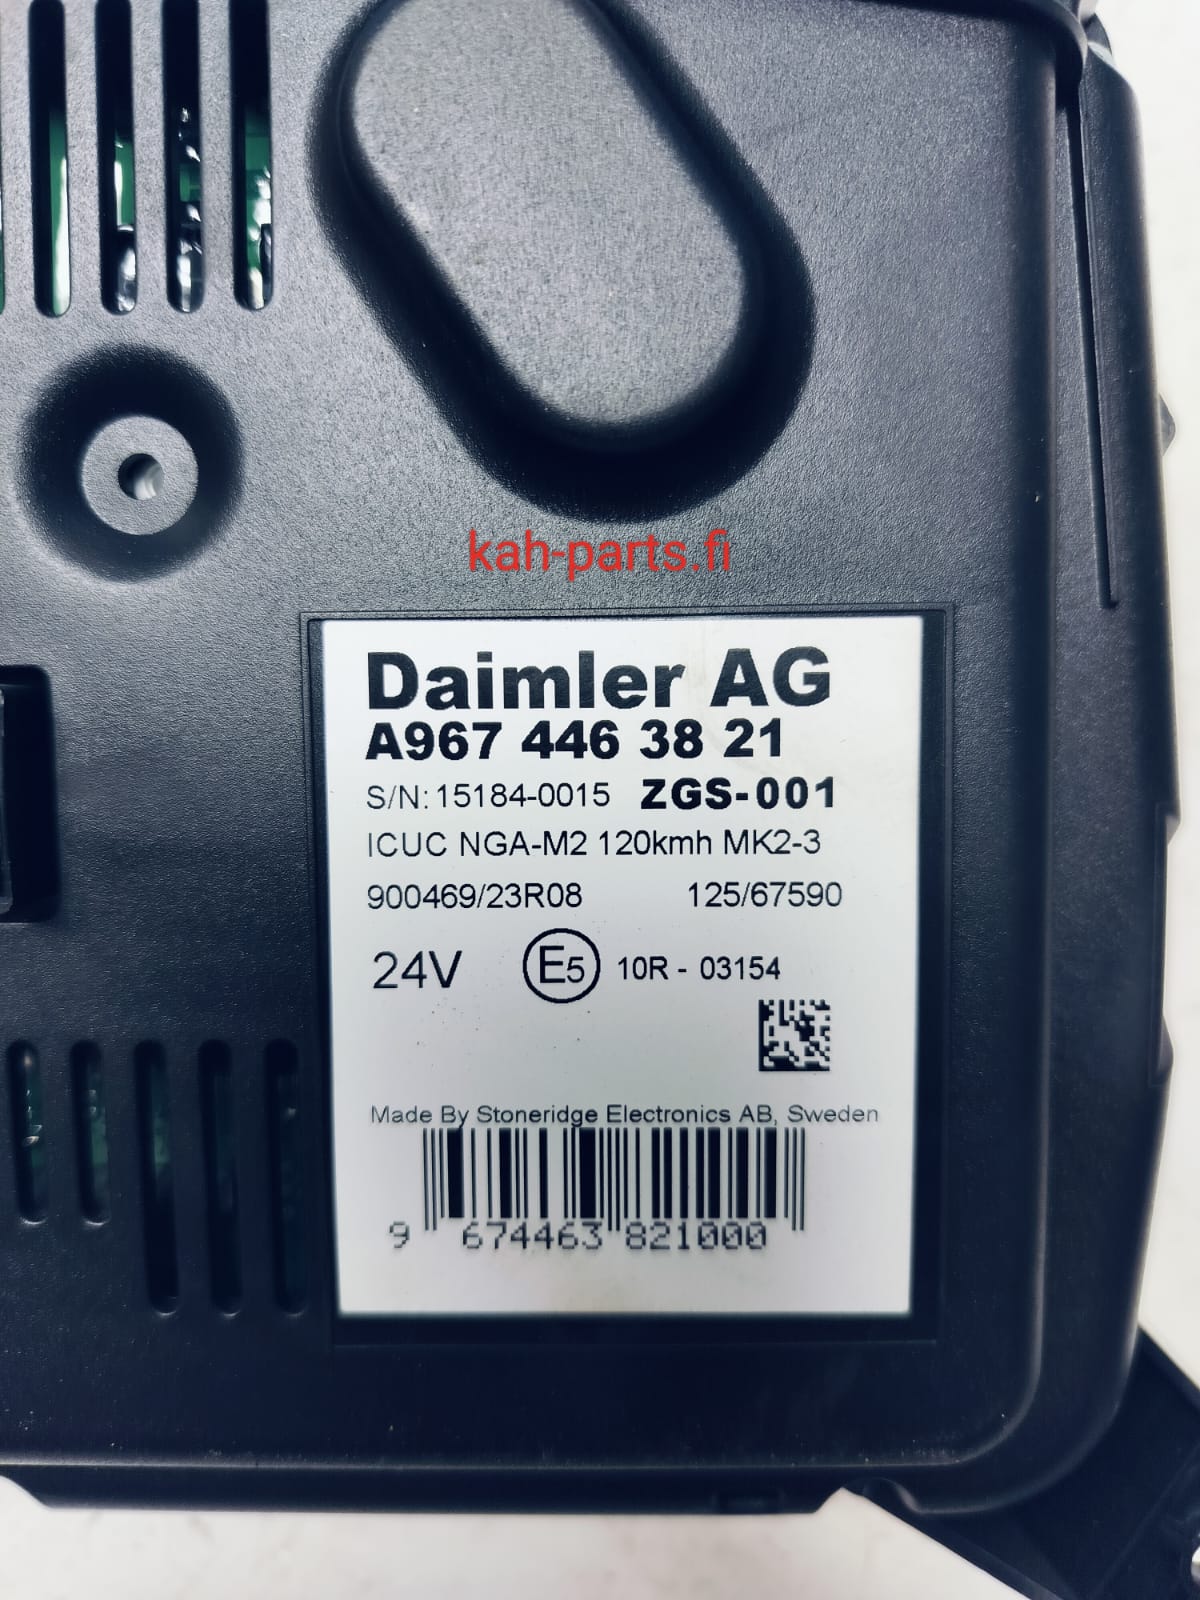 kah-parts.fi
Daimler AG
A967 446 38 21
S/N: 15184-0015 ZGS-001
ICUC NGA-M2 120kmh MK2-3
900469/23R08 125/67590
24V E5 10R - 03154
Made By Stoneridge Electronics AB, Sweden
9 674463 821000